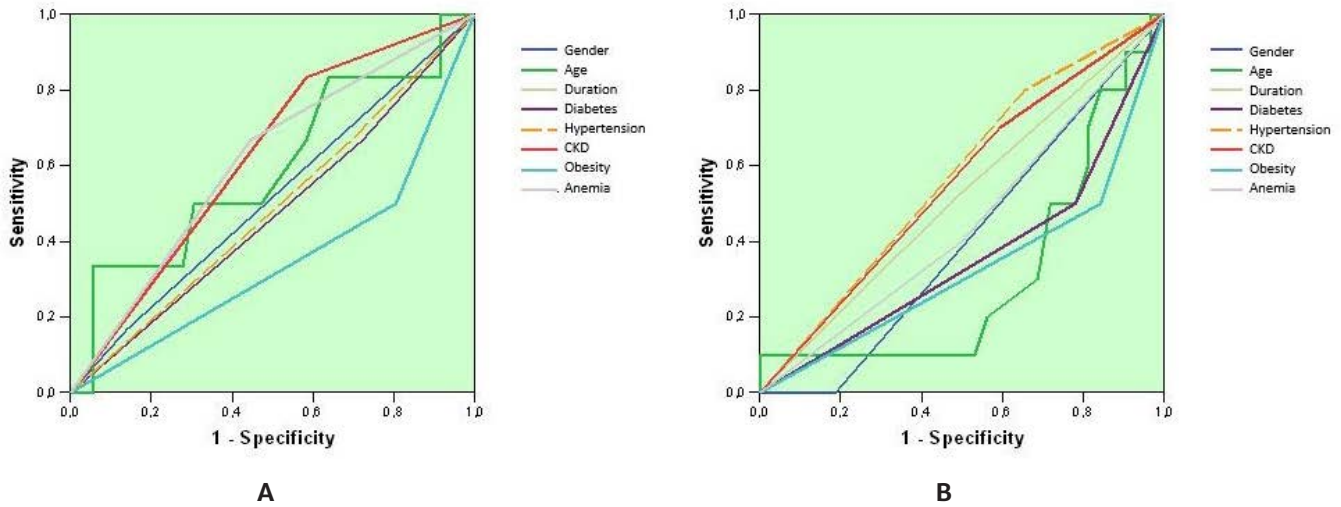 1,0
0,8
0,6
0,4
0,2
0,0
Sensitivity
0,0 0,2 0,4 0,6 0,8 1,0
1 - Specificity
Gender
Age
Duration
Diabetes
Hypertension
CKD
Obesity
Anemia
A
1,0
0,8
0,6
0,4
0,2
0,0
Sensitivity
0,0 0,2 0,4 0,6 0,8 1,0
1 - Specificity
Gender
Age
Duration
Diabetes
Hypertension
CKD
Obesity
Anemia
B